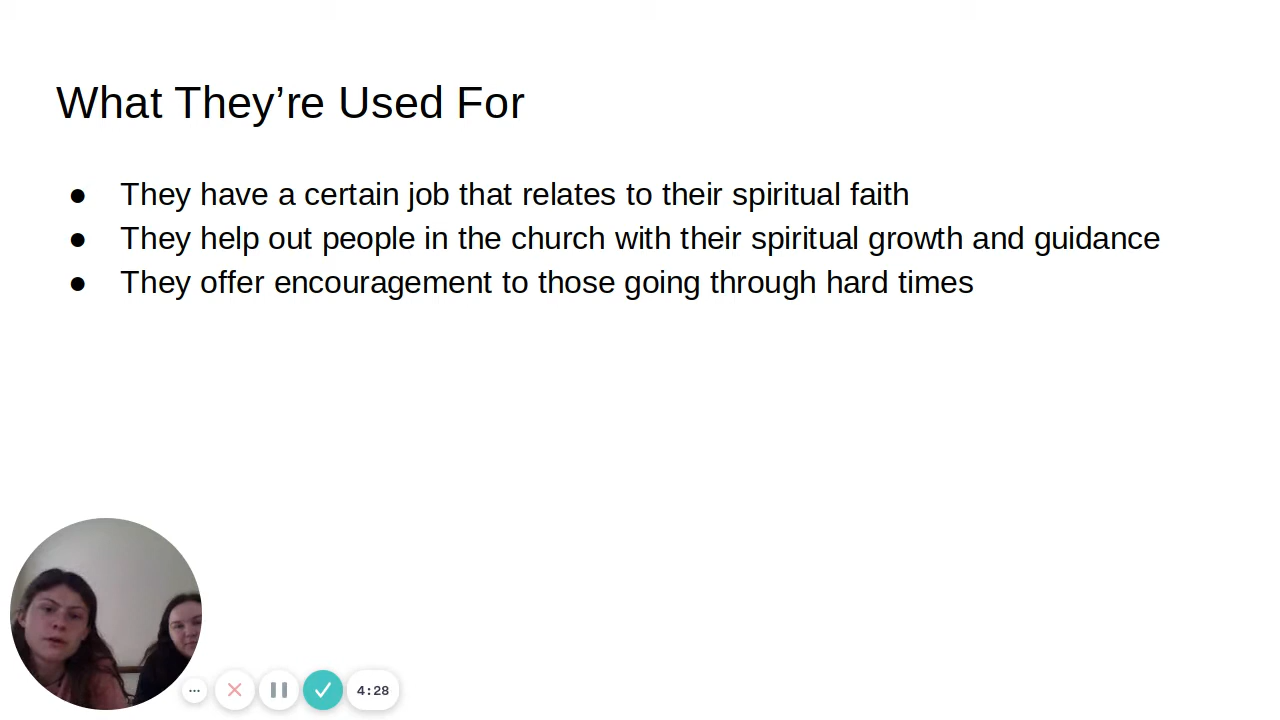 What They’re Used For
● They have a certain job that relates to their spiritual faith
● They help out people in the church with their spiritual growth and guidance
● They offer encouragement to those going through hard times
4:28